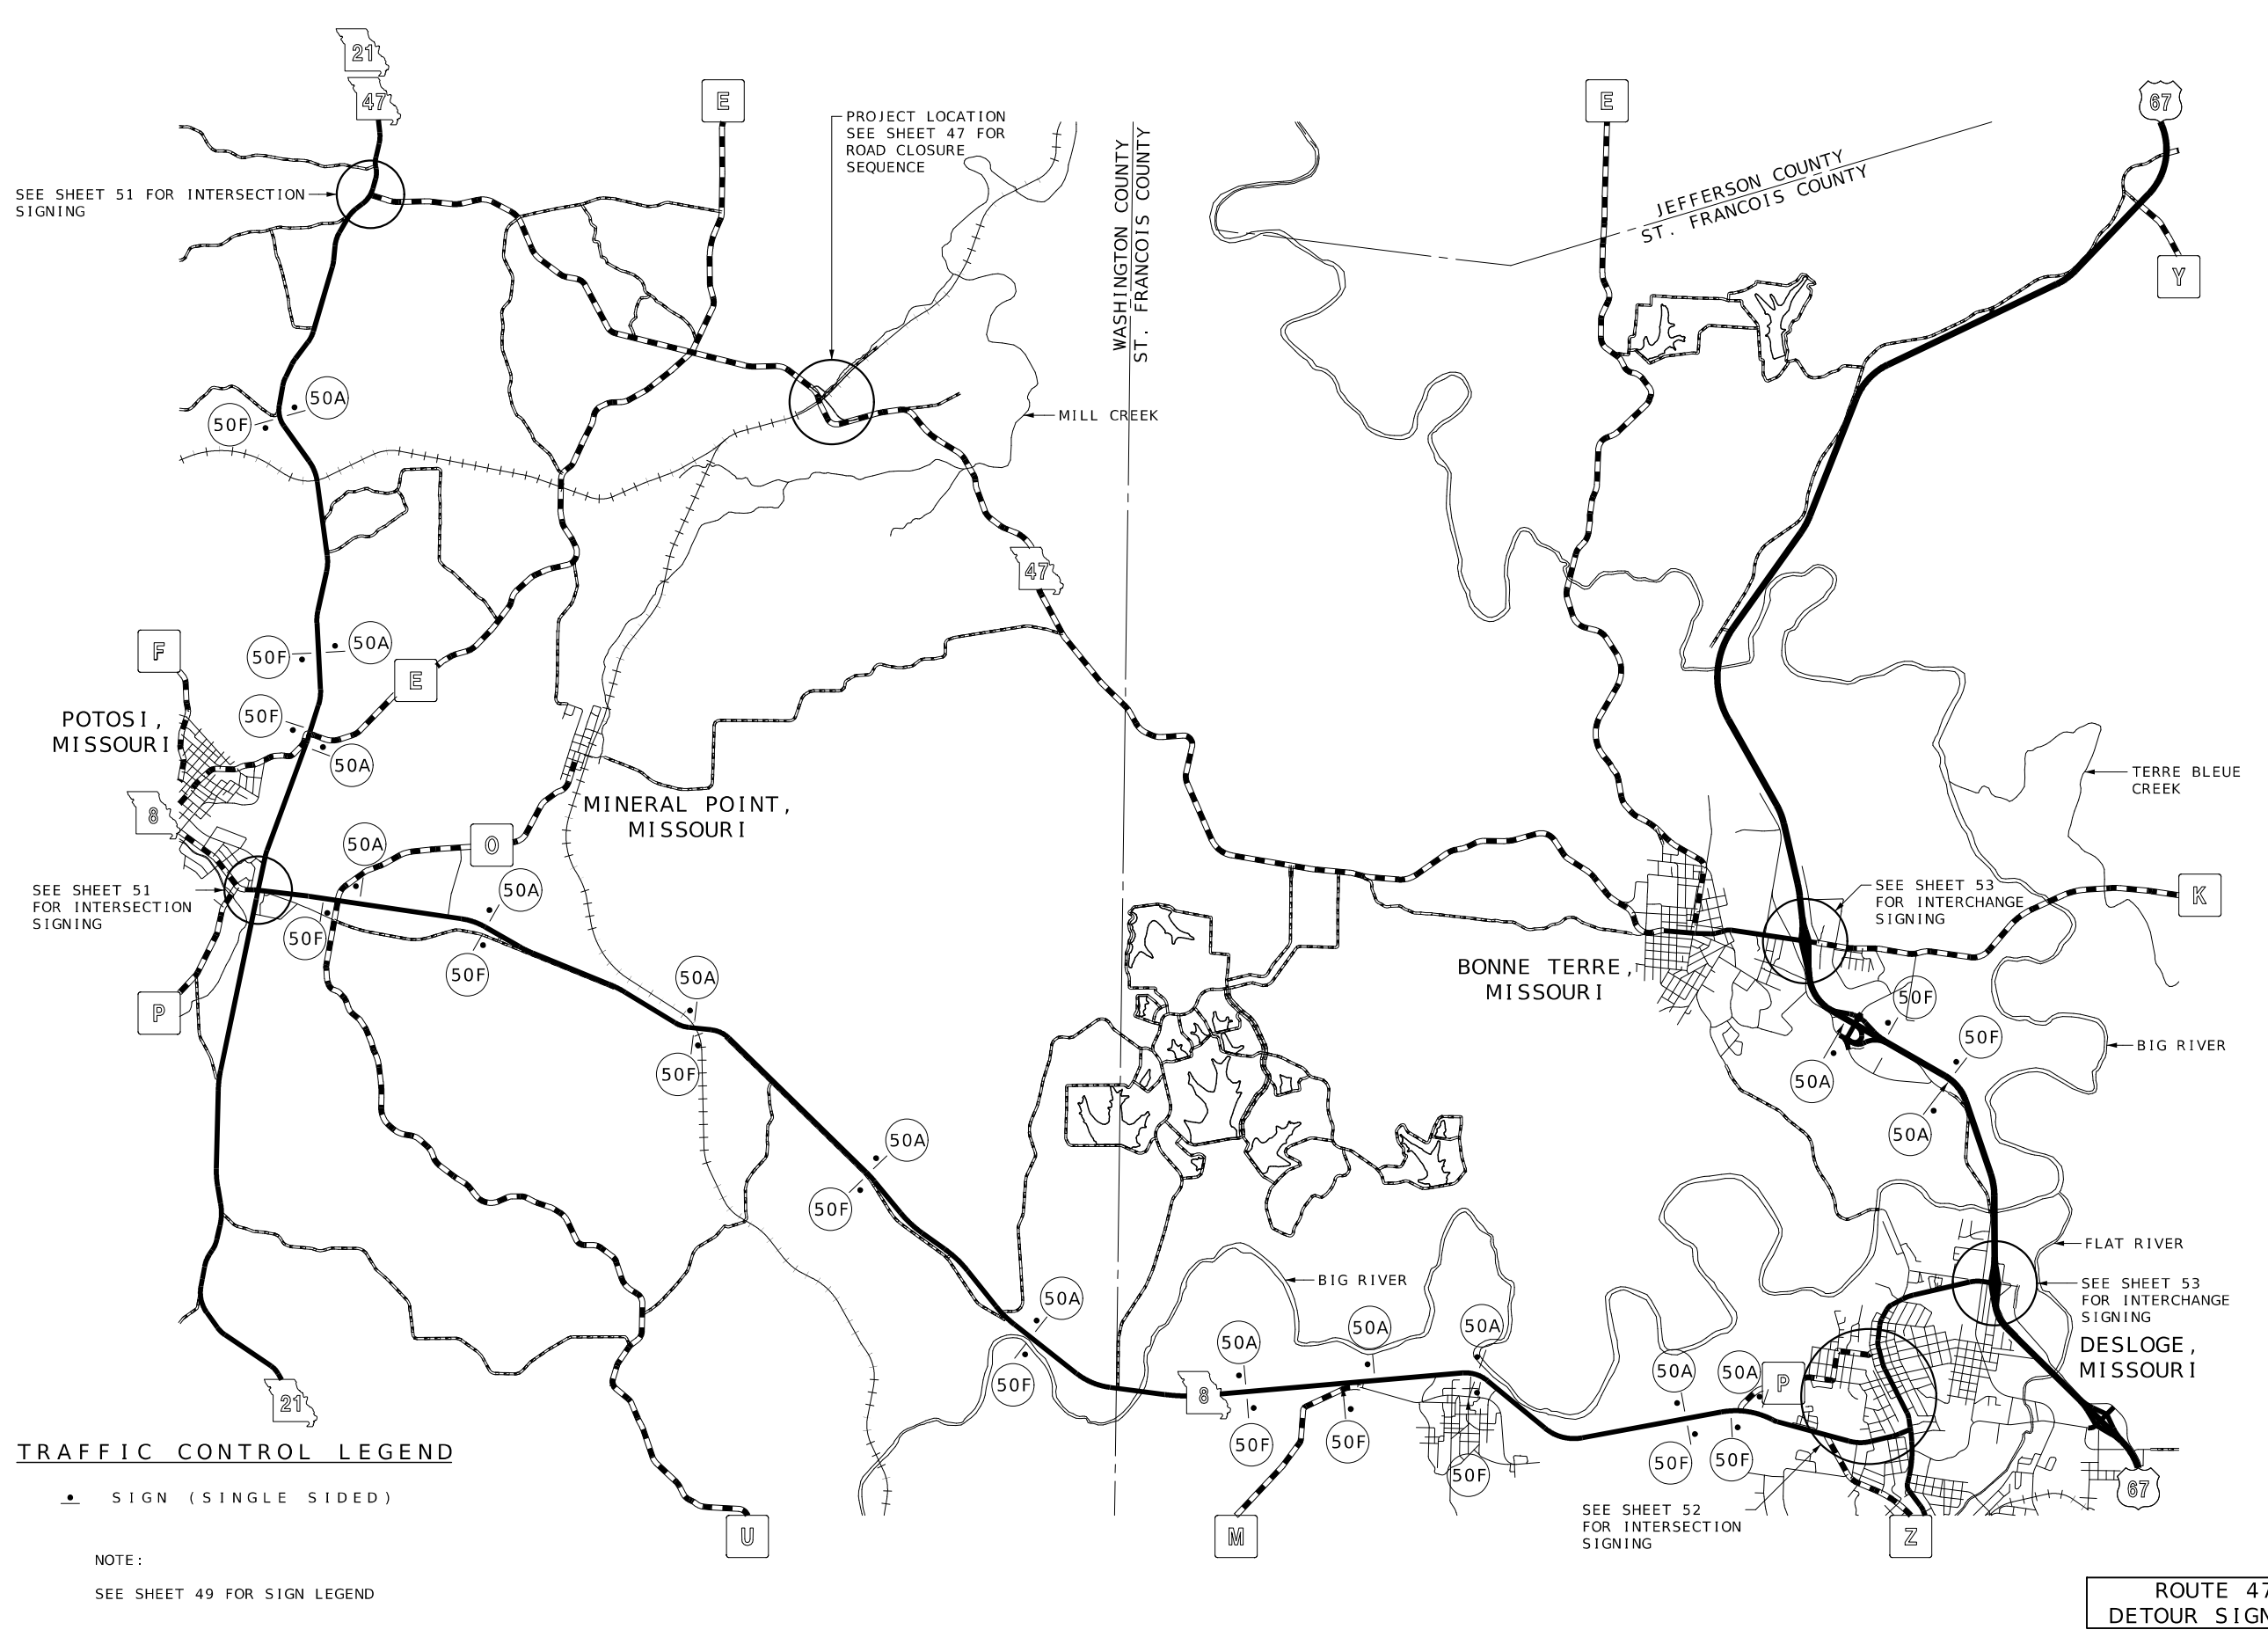 21
47
E
PROJECT LOCATION
SEE SHEET 47 FOR
ROAD CLOSURE
SEQUENCE
WASHINGTON COUNTY
ST. FRANCOIS COUNTY
E
JEFFERSON COUNTY
ST. FRANCOIS COUNTY
67
Y
SEE SHEET 51 FOR INTERSECTION
SIGNING
50A
50F
MILL CREEK
47
F
50F
50A
E
50F
50A
POTOSI,
MISSOURI
8
MINERAL POINT,
MISSOURI
TERRE BLEUE
CREEK
O
50A
50A
50F
50F
SEE SHEET 51
FOR INTERSECTION
SIGNING
SEE SHEET 53
FOR INTERCHANGE
SIGNING
K
P
50A
50F
BONNE TERRE,
MISSOURI
50F
50A
50F
50A
BIG RIVER
50A
50F
FLAT RIVER
SEE SHEET 53
FOR INTERCHANGE
SIGNING
DESLOGE,
MISSOURI
BIG RIVER
50A
50F
50A
50A
50A
50A
50A
P
8
50F
50F
50F
50F
50F
21
67
TRAFFIC CONTROL LEGEND
SIGN (SINGLE SIDED)
U
M
SEE SHEET 52
FOR INTERSECTION
SIGNING
Z
NOTE:
SEE SHEET 49 FOR SIGN LEGEND
ROUTE 47
DETOUR SIGN